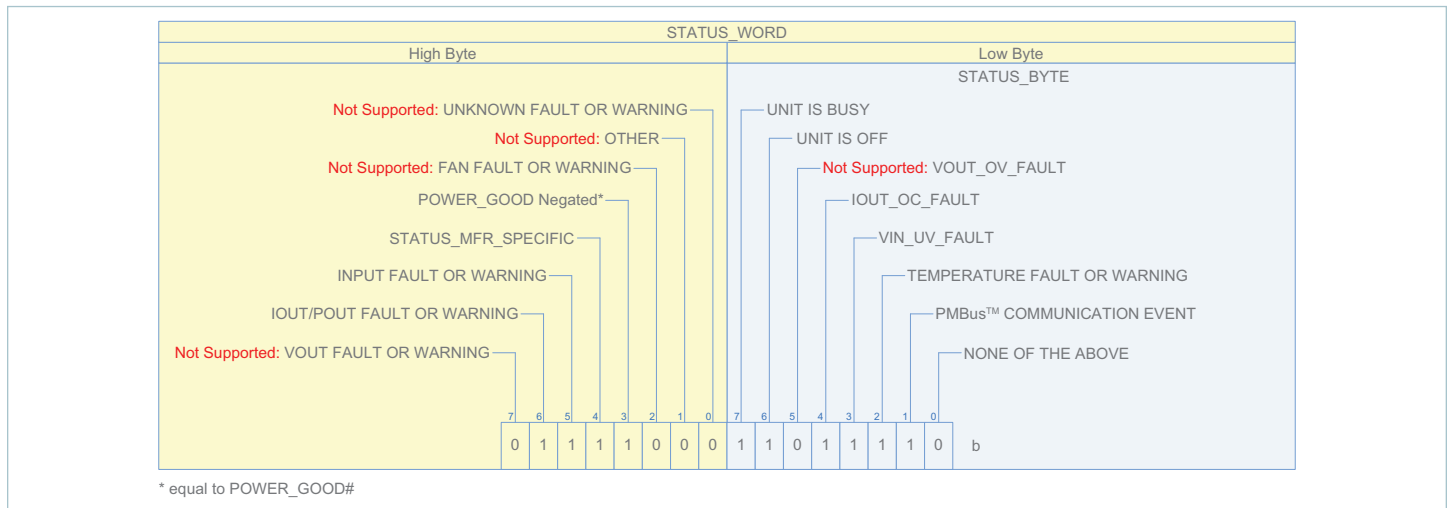 STATUS_WORD
High Byte
Low Byte
STATUS_BYTE
Not Supported: UNKNOWN FAULT OR WARNING
UNIT IS BUSY
Not Supported: OTHER
UNIT IS OFF
Not Supported: FAN FAULT OR WARNING
Not Supported: VOUT_OV_FAULT
POWER_GOOD Negated*
IOUT_OC_FAULT
STATUS_MFR_SPECIFIC
VIN_UV_FAULT
INPUT FAULT OR WARNING
TEMPERATURE FAULT OR WARNING
IOUT/POUT FAULT OR WARNING
PMBus™ COMMUNICATION EVENT
Not Supported: VOUT FAULT OR WARNING
NONE OF THE ABOVE
7 6 5 4 3 2 1 0 7 6 5 4 3 2 1 0
0 1 1 1 1 0 0 0 1 1 0 1 1 1 1 0 b
* equal to POWER_GOOD#